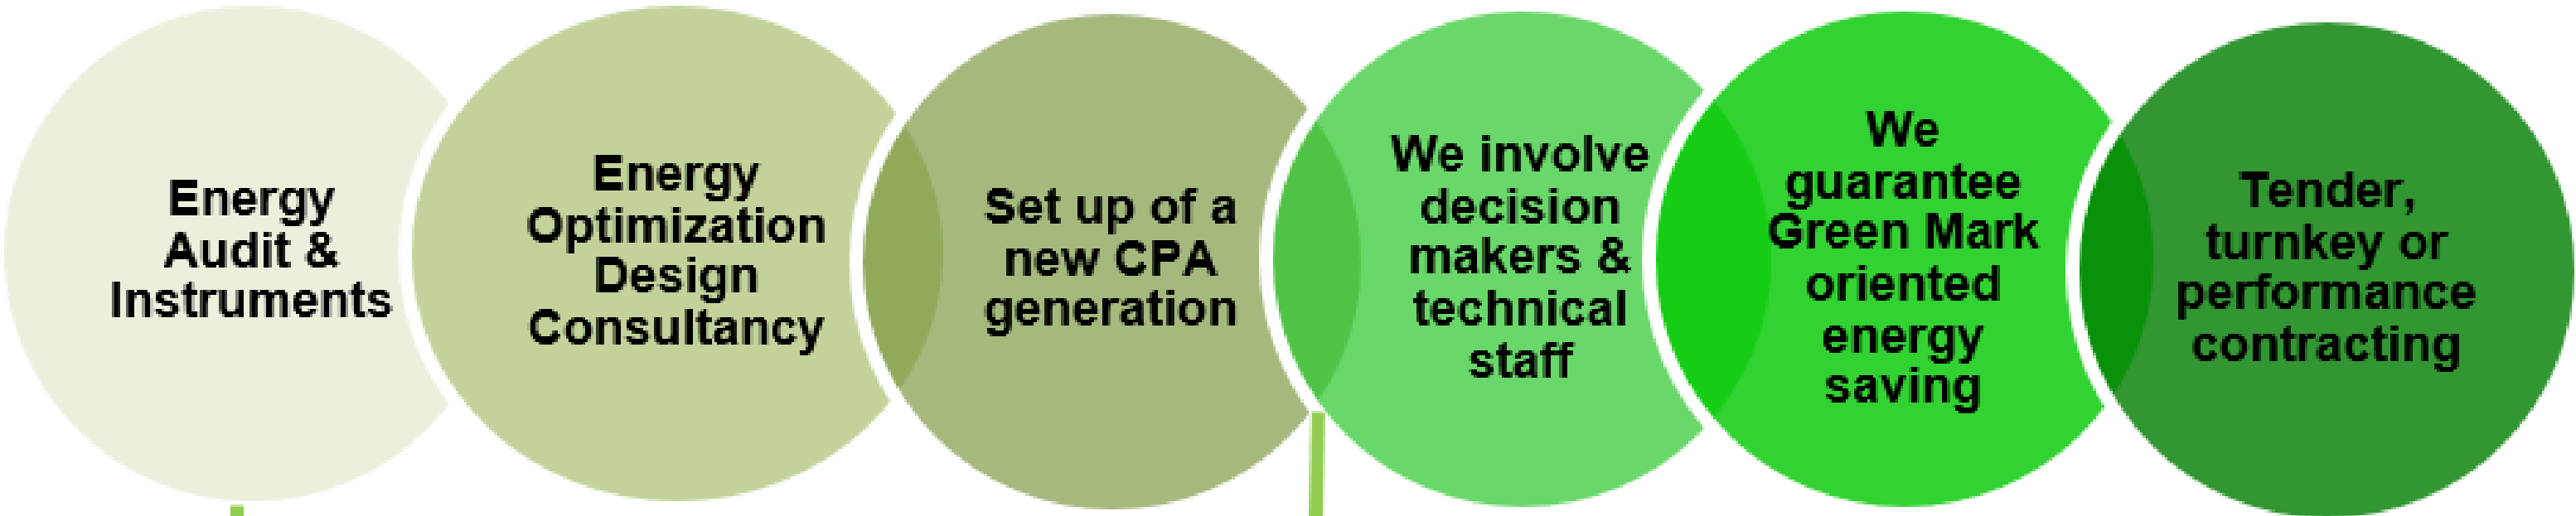 Energy
Audit &
Instruments
Energy
Optimization
Design
Consultancy
Set up of a
new CPA
generation
We involve
decision
makers &
technical
staff
We
guarantee
Green Mark
oriented
energy
saving
Tender,
turnkey or
performance
contracting